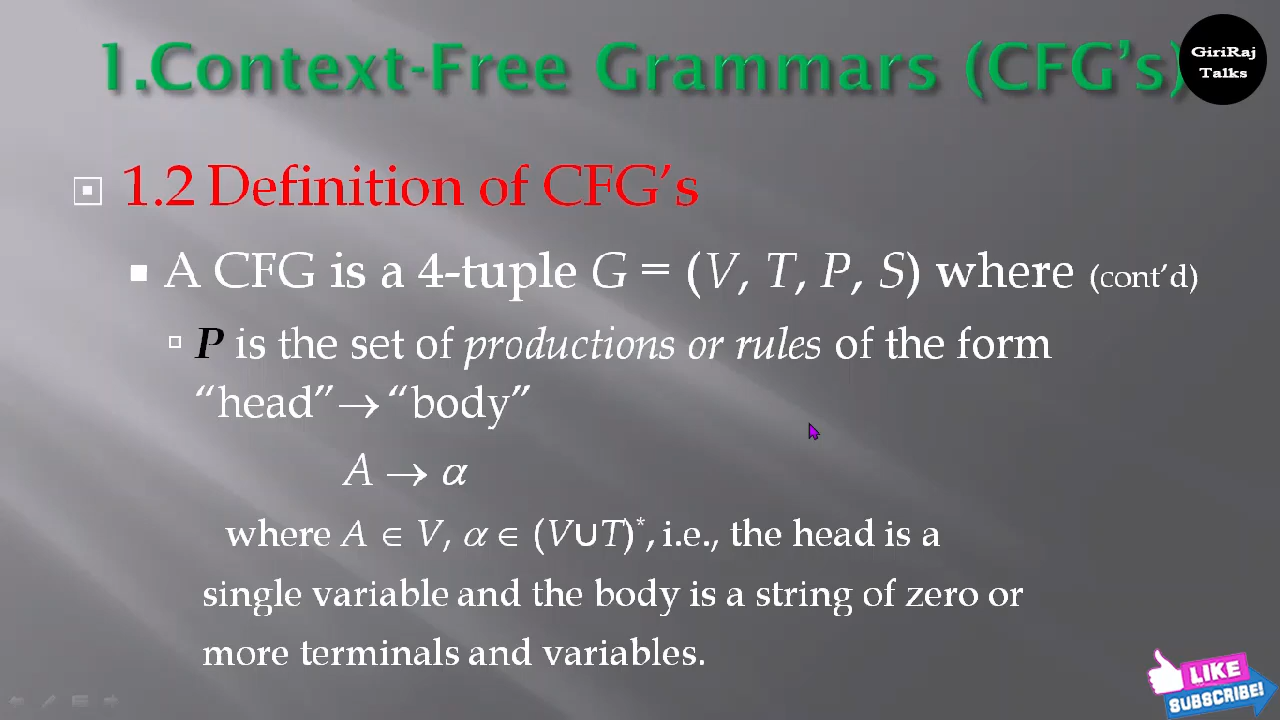 1.Context-Free Grammars (CFG’s)
GiriRaj
Talks
1.2 Definition of CFG’s
A CFG is a 4-tuple G = (V, T, P, S) where (cont’d)
P is the set of productions or rules of the form
“head”→ “body”
A → α
where A ∈ V, α ∈ (V∪T)*, i.e., the head is a
single variable and the body is a string of zero or
more terminals and variables.
LIKE
SUBSCRIBE!